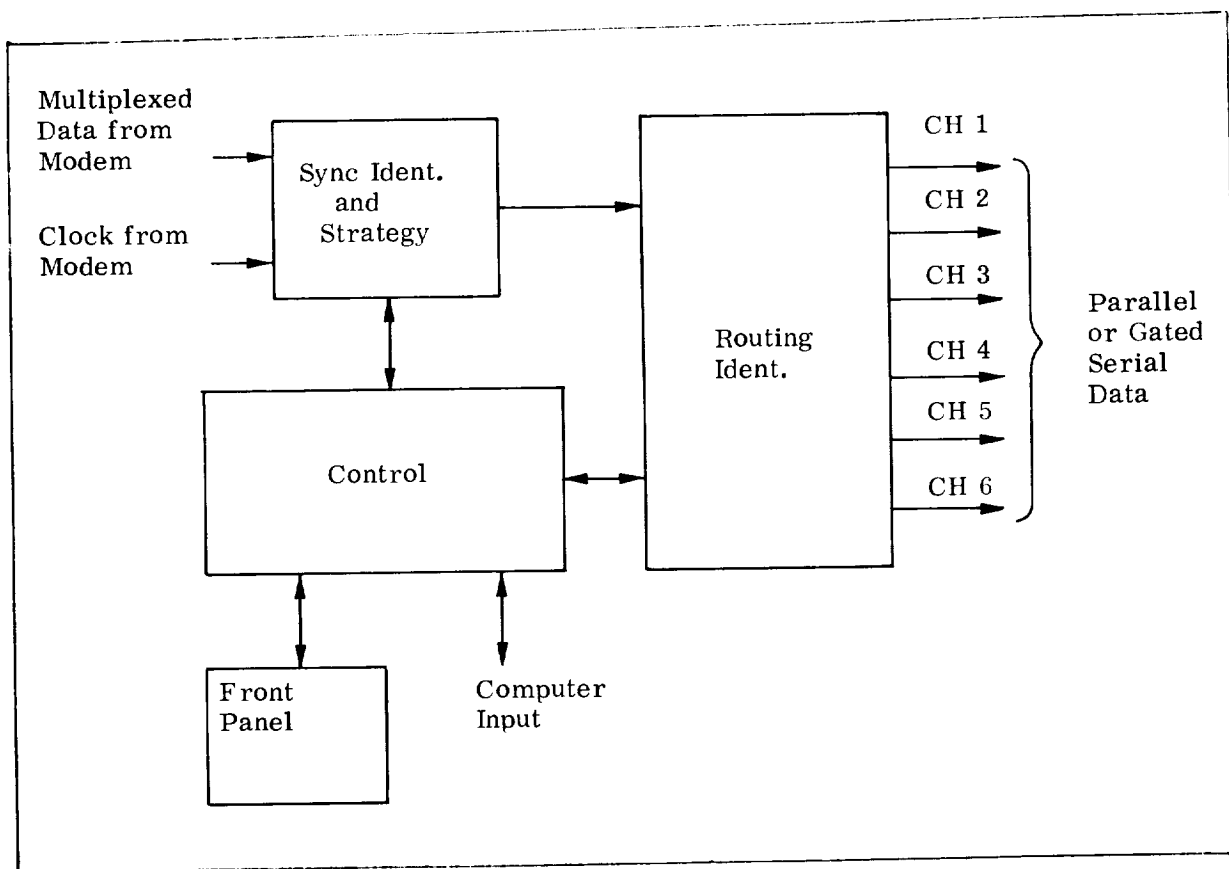 Multiplexed
Data from
Modem
Clock from
Modem
Sync Ident.
and
Strategy
Control
Front
Panel
Computer
Input
Routing
Ident.
CH 1
CH 2
CH 3
CH 4
CH 5
CH 6
Parallel
or Gated
Serial
Data